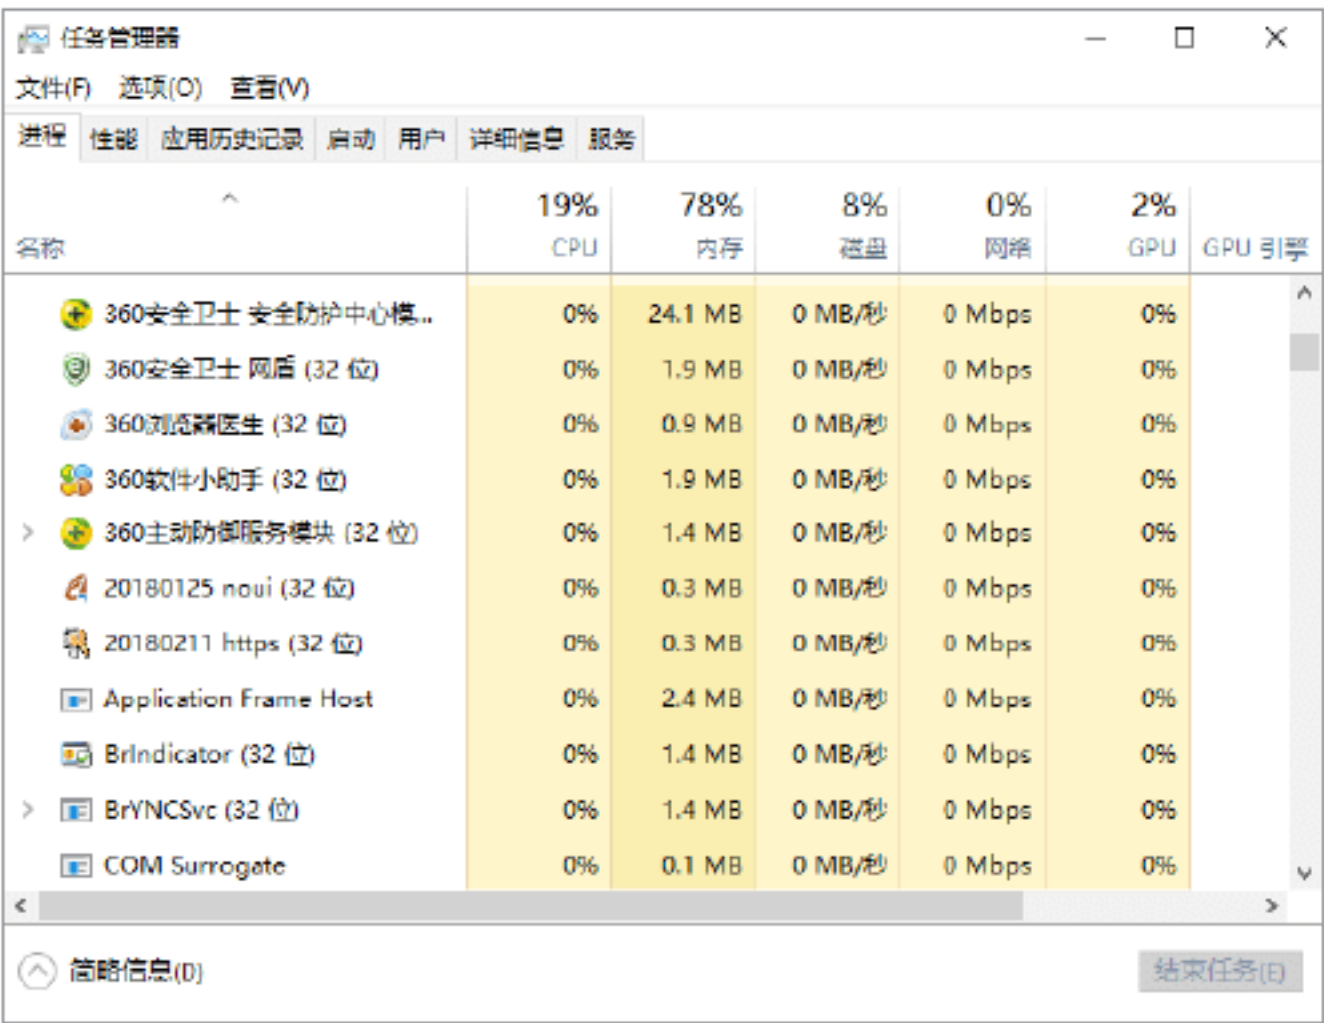 任务管理器
文件(F) 选项(O) 查看(V)
进程 性能 应用历史记录 启动 用户 详细信息 服务
19% 78% 8% 0% 2%
名称 CPU 内存 磁盘 网络 GPU GPU 引擎
360安全卫士 安全防护中心模... 0% 24.1 MB 0 MB/秒 0 Mbps 0%
360安全卫士 网盾 (32 位) 0% 1.9 MB 0 MB/秒 0 Mbps 0%
360浏览器医生 (32 位) 0% 0.9 MB 0 MB/秒 0 Mbps 0%
360软件小助手 (32 位) 0% 1.9 MB 0 MB/秒 0 Mbps 0%
360主动防御服务模块 (32 位) 0% 1.4 MB 0 MB/秒 0 Mbps 0%
20180125 noui (32 位) 0% 0.3 MB 0 MB/秒 0 Mbps 0%
20180211 https (32 位) 0% 0.3 MB 0 MB/秒 0 Mbps 0%
Application Frame Host 0% 2.4 MB 0 MB/秒 0 Mbps 0%
BrIndicator (32 位) 0% 1.4 MB 0 MB/秒 0 Mbps 0%
BrYNCSvc (32 位) 0% 1.4 MB 0 MB/秒 0 Mbps 0%
COM Surrogate 0% 0.1 MB 0 MB/秒 0 Mbps 0%
简略信息(D) 结束任务(E)